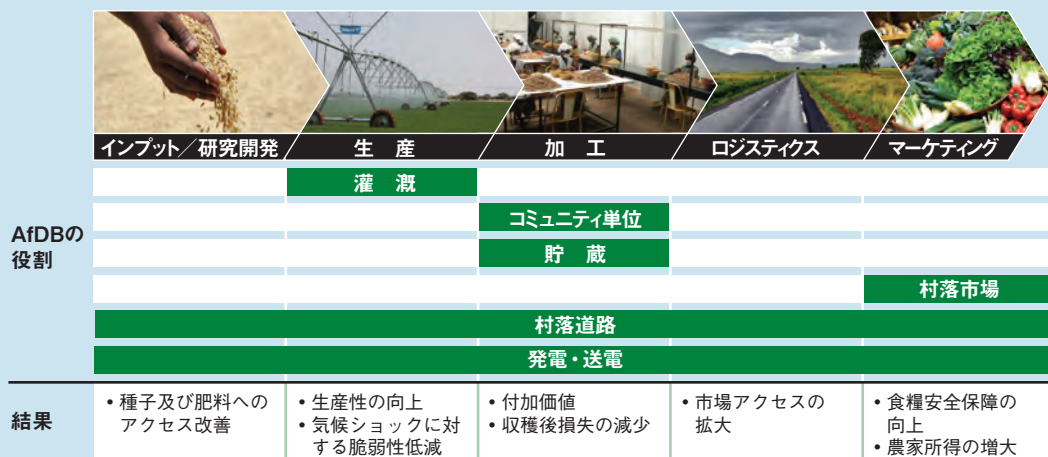 インプット／研究開発
生 産
加 工
ロジスティクス
マーケティング
AfDBの
役割
灌 漑
コミュニティ単位
貯 蔵
村落市場
村落道路
発電・送電
結果
• 種子及び肥料への
アクセス改善
• 生産性の向上
• 気候ショックに対
する脆弱性低減
• 付加価値
• 収穫後損失の減少
• 市場アクセスの
拡大
• 食糧安全保障の
向上
• 農家所得の増大